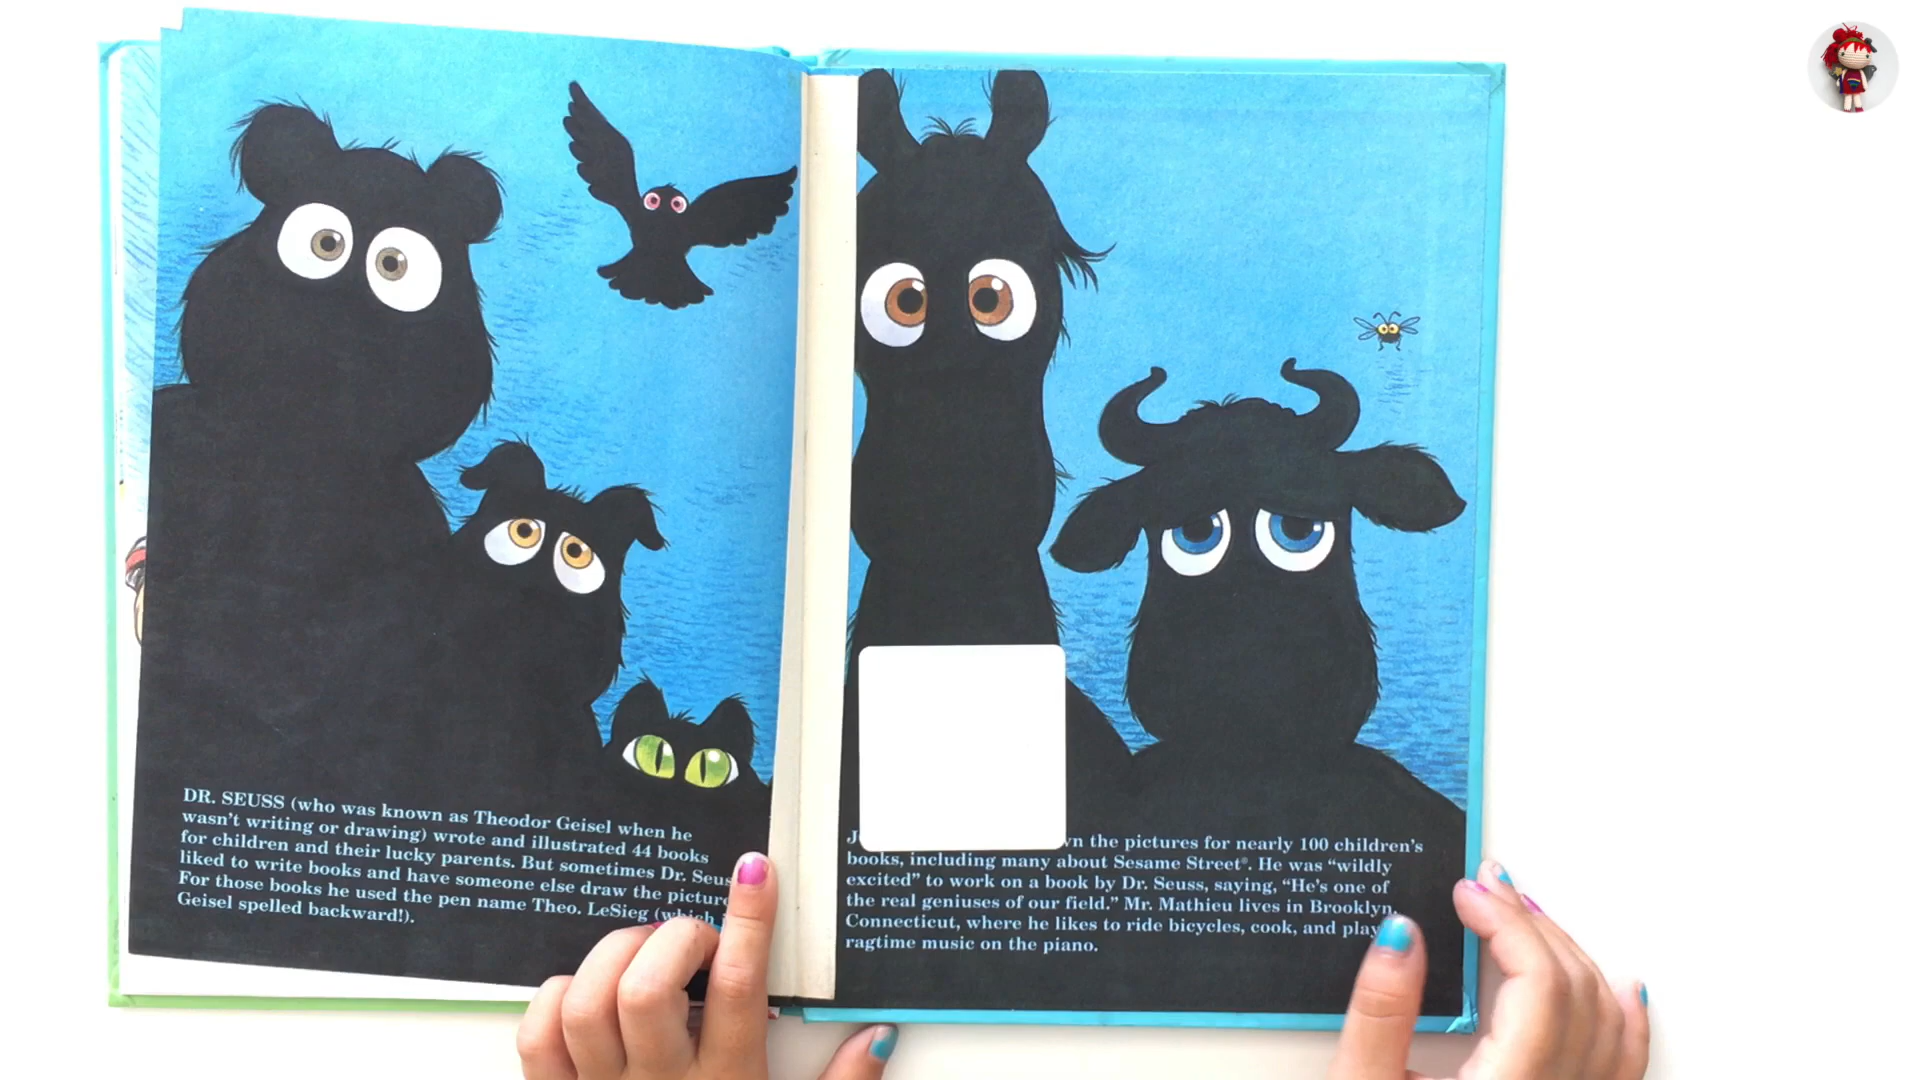 DR. SEUSS (who was known as Theodor Geisel when he
wasn't writing or drawing) wrote and illustrated 44 books
for children and their lucky parents. But sometimes Dr. Seus
liked to write books and have someone else draw the picture
For those books he used the pen name Theo. LeSieg (which i
Geisel spelled backward!).
J wn the pictures for nearly 100 children's
books, including many about Sesame Street®. He was “wildly
excited” to work on a book by Dr. Seuss, saying, “He's one of
the real geniuses of our field.” Mr. Mathieu lives in Brooklyn,
Connecticut, where he likes to ride bicycles, cook, and play
ragtime music on the piano.